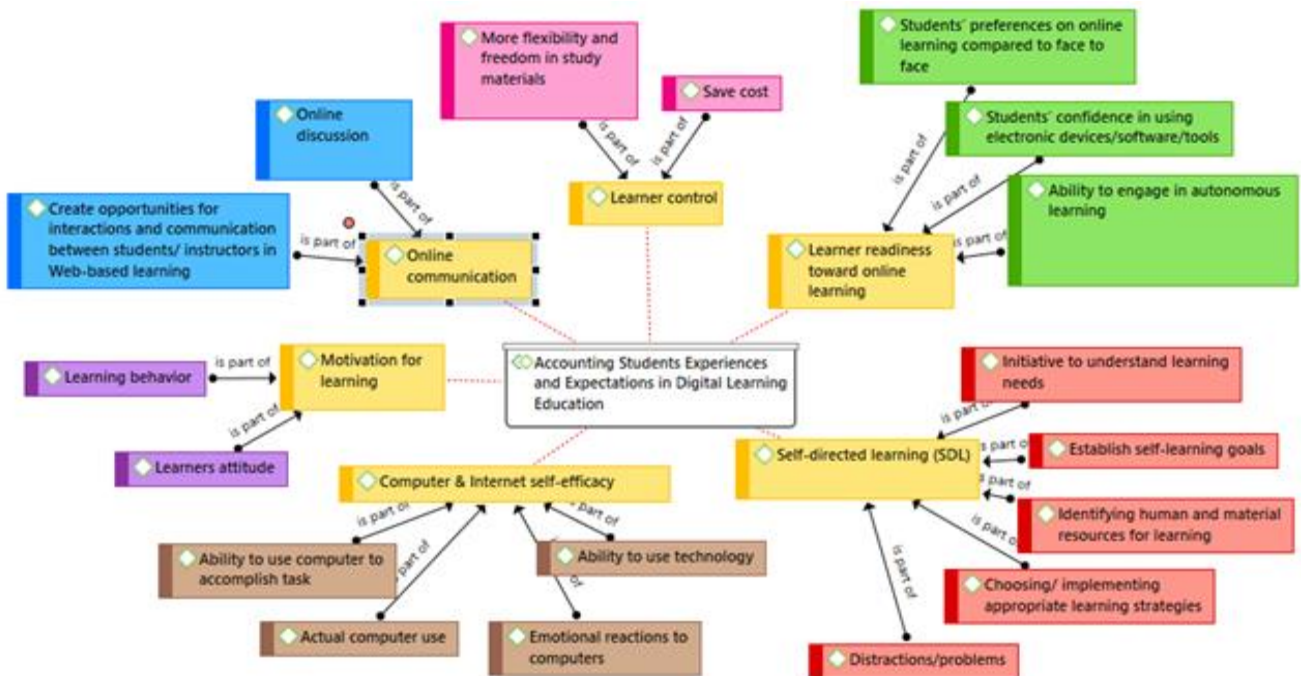 More flexibility and
freedom in study
materials
Save cost
is part of
is part of
Learner control
Students' preferences on online
learning compared to face to
face
Students' confidence in using
electronic devices/software/tools
Ability to engage in autonomous
learning
is part of
is part of
is part of
Learner readiness
toward online
learning
Online
discussion
is part of
Create opportunities for
interactions and communication
between students/ instructors in
Web-based learning
is part of
Online
communication
Accounting Students Experiences
and Expectations in Digital Learning
Education
Learning behavior
is part of
Motivation for
learning
is part of
Learners attitude
Computer & Internet self-efficacy
is part of
is part of
part of
of
Ability to use computer to
accomplish task
Ability to use technology
Actual computer use
Emotional reactions to
computers
Initiative to understand learning
needs
is part of
Self-directed learning (SDL)
is part of
Establish self-learning goals
is part of
Identifying human and material
resources for learning
is part of
Choosing/ implementing
appropriate learning strategies
is part of
Distractions/problems